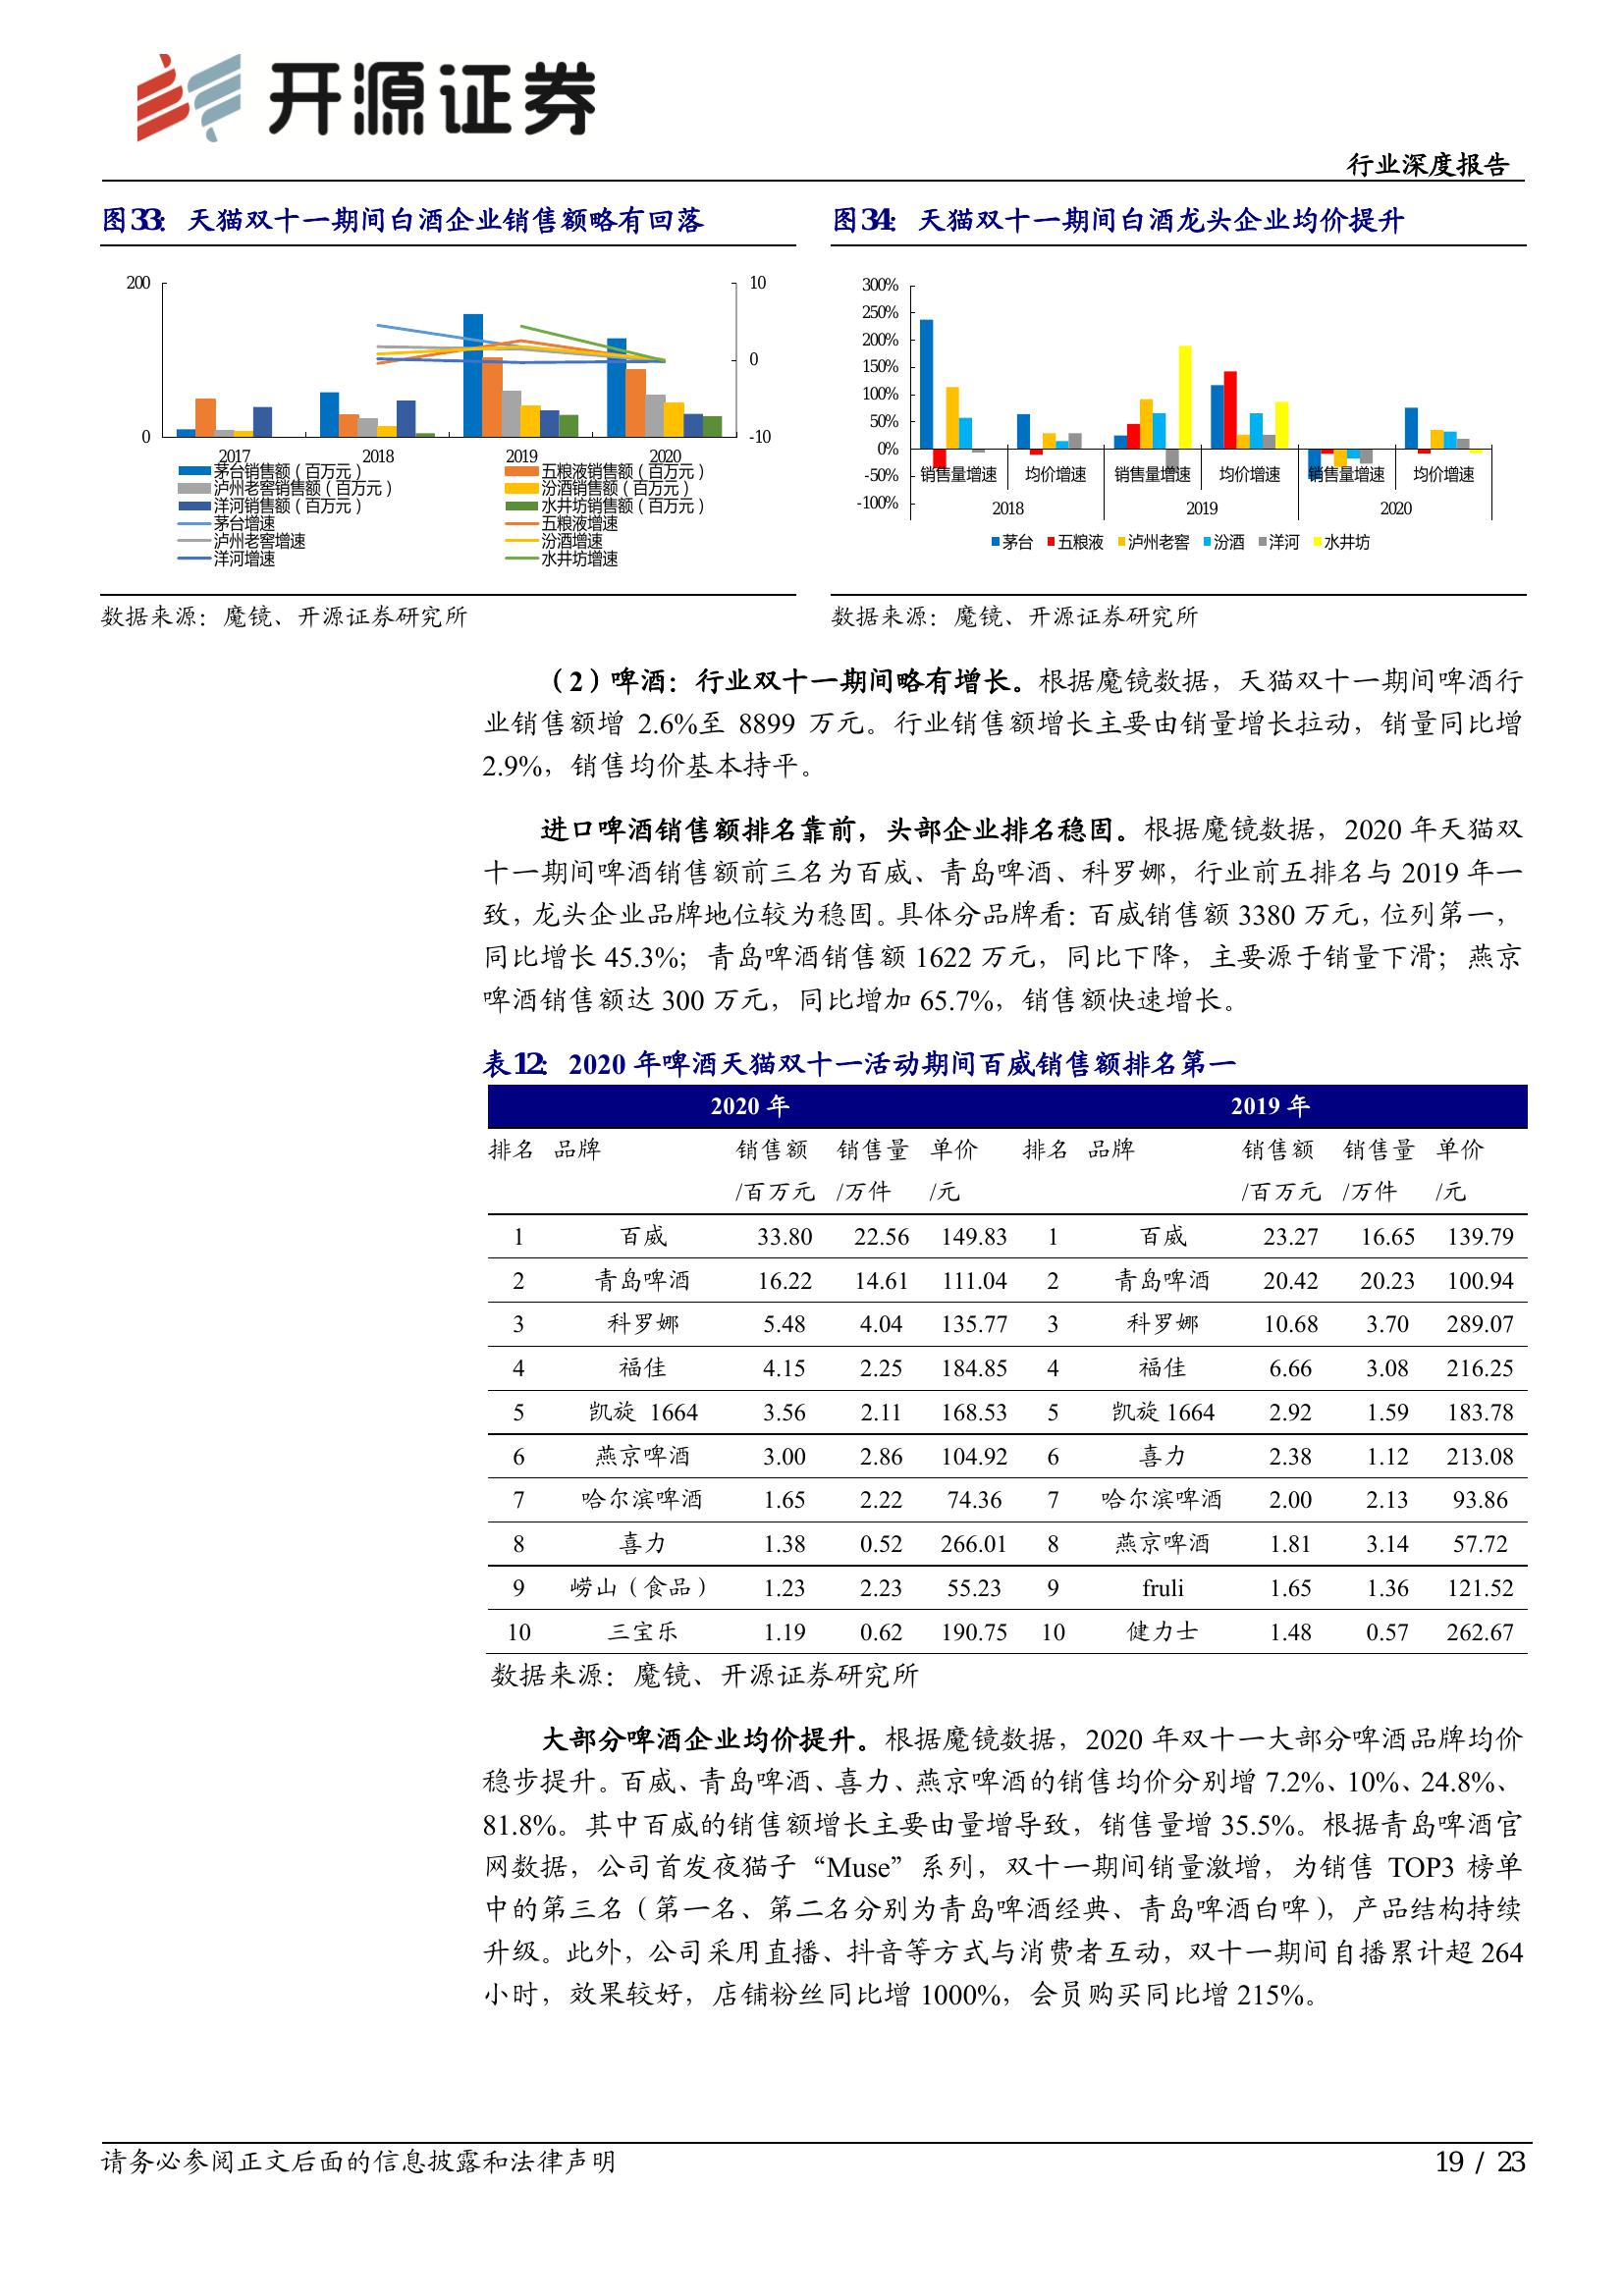 开源证券
行业深度报告
图33： 天猫双十一期间白酒企业销售额略有回落
200
0
10
0
-10
2017 2018 2019 2020
茅台销售额（百万元） 五粮液销售额（百万元）
泸州老窖销售额（百万元） 汾酒销售额（百万元）
洋河销售额（百万元） 水井坊销售额（百万元）
茅台增速 五粮液增速
泸州老窖增速 汾酒增速
洋河增速 水井坊增速
数据来源：魔镜、开源证券研究所
图34： 天猫双十一期间白酒龙头企业均价提升
300%
250%
200%
150%
100%
50%
0%
-50%
-100%
销售量增速 均价增速 销售量增速 均价增速 销售量增速 均价增速
2018 2019 2020
茅台 五粮液 泸州老窖 汾酒 洋河 水井坊
数据来源：魔镜、开源证券研究所
（2）啤酒：行业双十一期间略有增长。根据魔镜数据，天猫双十一期间啤酒行
业销售额增 2.6%至 8899 万元。行业销售额增长主要由销量增长拉动，销量同比增
2.9%，销售均价基本持平。
进口啤酒销售额排名靠前，头部企业排名稳固。根据魔镜数据，2020 年天猫双
十一期间啤酒销售额前三名为百威、青岛啤酒、科罗娜，行业前五排名与 2019 年一
致，龙头企业品牌地位较为稳固。具体分品牌看：百威销售额 3380 万元，位列第一，
同比增长 45.3%；青岛啤酒销售额 1622 万元，同比下降，主要源于销量下滑；燕京
啤酒销售额达 300 万元，同比增加 65.7%，销售额快速增长。
表12： 2020 年啤酒天猫双十一活动期间百威销售额排名第一
2020 年 2019 年
排名 品牌 销售额 销售量 单价 排名 品牌 销售额 销售量 单价
/百万元 /万件 /元 /百万元 /万件 /元
1 百威 33.80 22.56 149.83 1 百威 23.27 16.65 139.79
2 青岛啤酒 16.22 14.61 111.04 2 青岛啤酒 20.42 20.23 100.94
3 科罗娜 5.48 4.04 135.77 3 科罗娜 10.68 3.70 289.07
4 福佳 4.15 2.25 184.85 4 福佳 6.66 3.08 216.25
5 凯旋 1664 3.56 2.11 168.53 5 凯旋 1664 2.92 1.59 183.78
6 燕京啤酒 3.00 2.86 104.92 6 喜力 2.38 1.12 213.08
7 哈尔滨啤酒 1.65 2.22 74.36 7 哈尔滨啤酒 2.00 2.13 93.86
8 喜力 1.38 0.52 266.01 8 燕京啤酒 1.81 3.14 57.72
9 崂山（食品） 1.23 2.23 55.23 9 fruli 1.65 1.36 121.52
10 三宝乐 1.19 0.62 190.75 10 健力士 1.48 0.57 262.67
数据来源：魔镜、开源证券研究所
大部分啤酒企业均价提升。根据魔镜数据，2020 年双十一大部分啤酒品牌均价
稳步提升。百威、青岛啤酒、喜力、燕京啤酒的销售均价分别增 7.2%、10%、24.8%、
81.8%。其中百威的销售额增长主要由量增导致，销售量增 35.5%。根据青岛啤酒官
网数据，公司首发夜猫子“Muse”系列，双十一期间销量激增，为销售 TOP3 榜单
中的第三名（第一名、第二名分别为青岛啤酒经典、青岛啤酒白啤），产品结构持续
升级。此外，公司采用直播、抖音等方式与消费者互动，双十一期间自播累计超 264
小时，效果较好，店铺粉丝同比增 1000%，会员购买同比增 215%。
请务必参阅正文后面的信息披露和法律声明
19 / 23